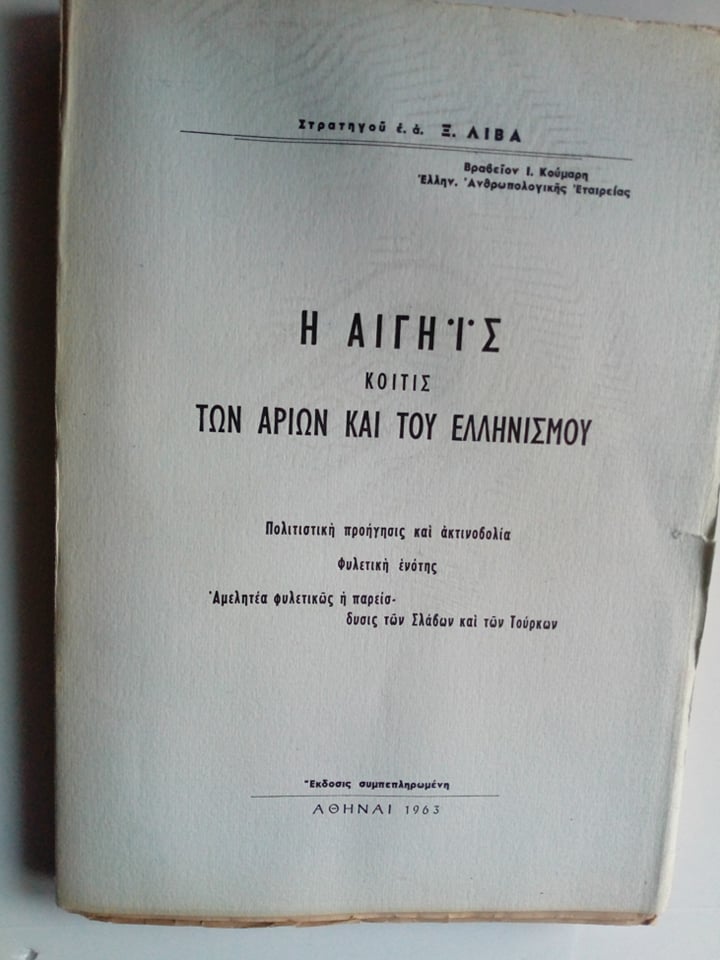 Στρατηγοῦ ἐ. ἀ. Ξ. ΛΙΒΑ
Βραβεῖον Ι. Κούμαρη
Ἑλλην. Ἀνθρωπολογικῆς Ἑταιρείας
Η ΑΙΓΗΪΣ
ΚΟΙΤΙΣ
ΤΩΝ ΑΡΙΩΝ ΚΑΙ ΤΟΥ ΕΛΛΗΝΙΣΜΟΥ
Πολιτιστικὴ προήγησις καὶ ἀκτινοβολία
Φυλετικὴ ἑνότης
Ἀμελητέα φυλετικῶς ἡ παρείσ-
δυσις τῶν Σλάβων καὶ τῶν Τούρκων
Ἔκδοσις συμπεπληρωμένη
ΑΘΗΝΑΙ 1963